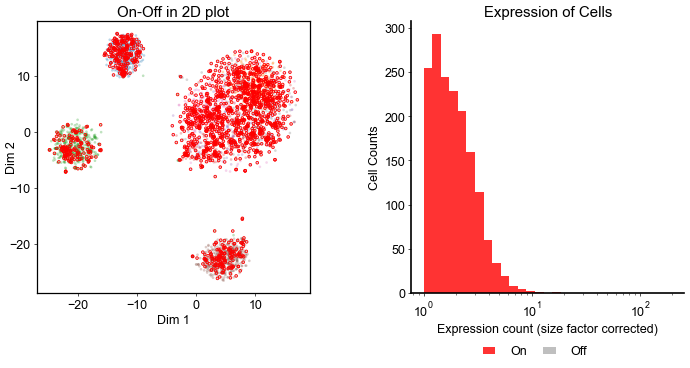 On-Off in 2D plot
Dim 2
10
0
−10
−20
−20 −10 0 10
Dim 1
Expression of Cells
Cell Counts
300
250
200
150
100
50
0
10^0 10^1 10^2
Expression count (size factor corrected)
On Off